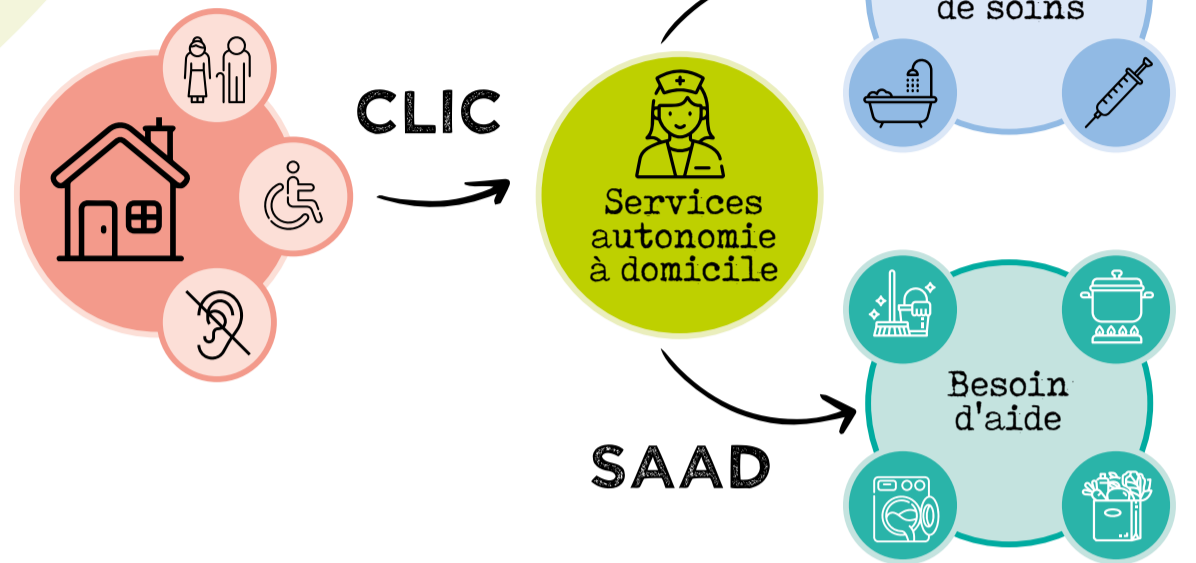 de soins
CLIC
Services
autonomie
à domicile
Besoin
d'aide
SAAD